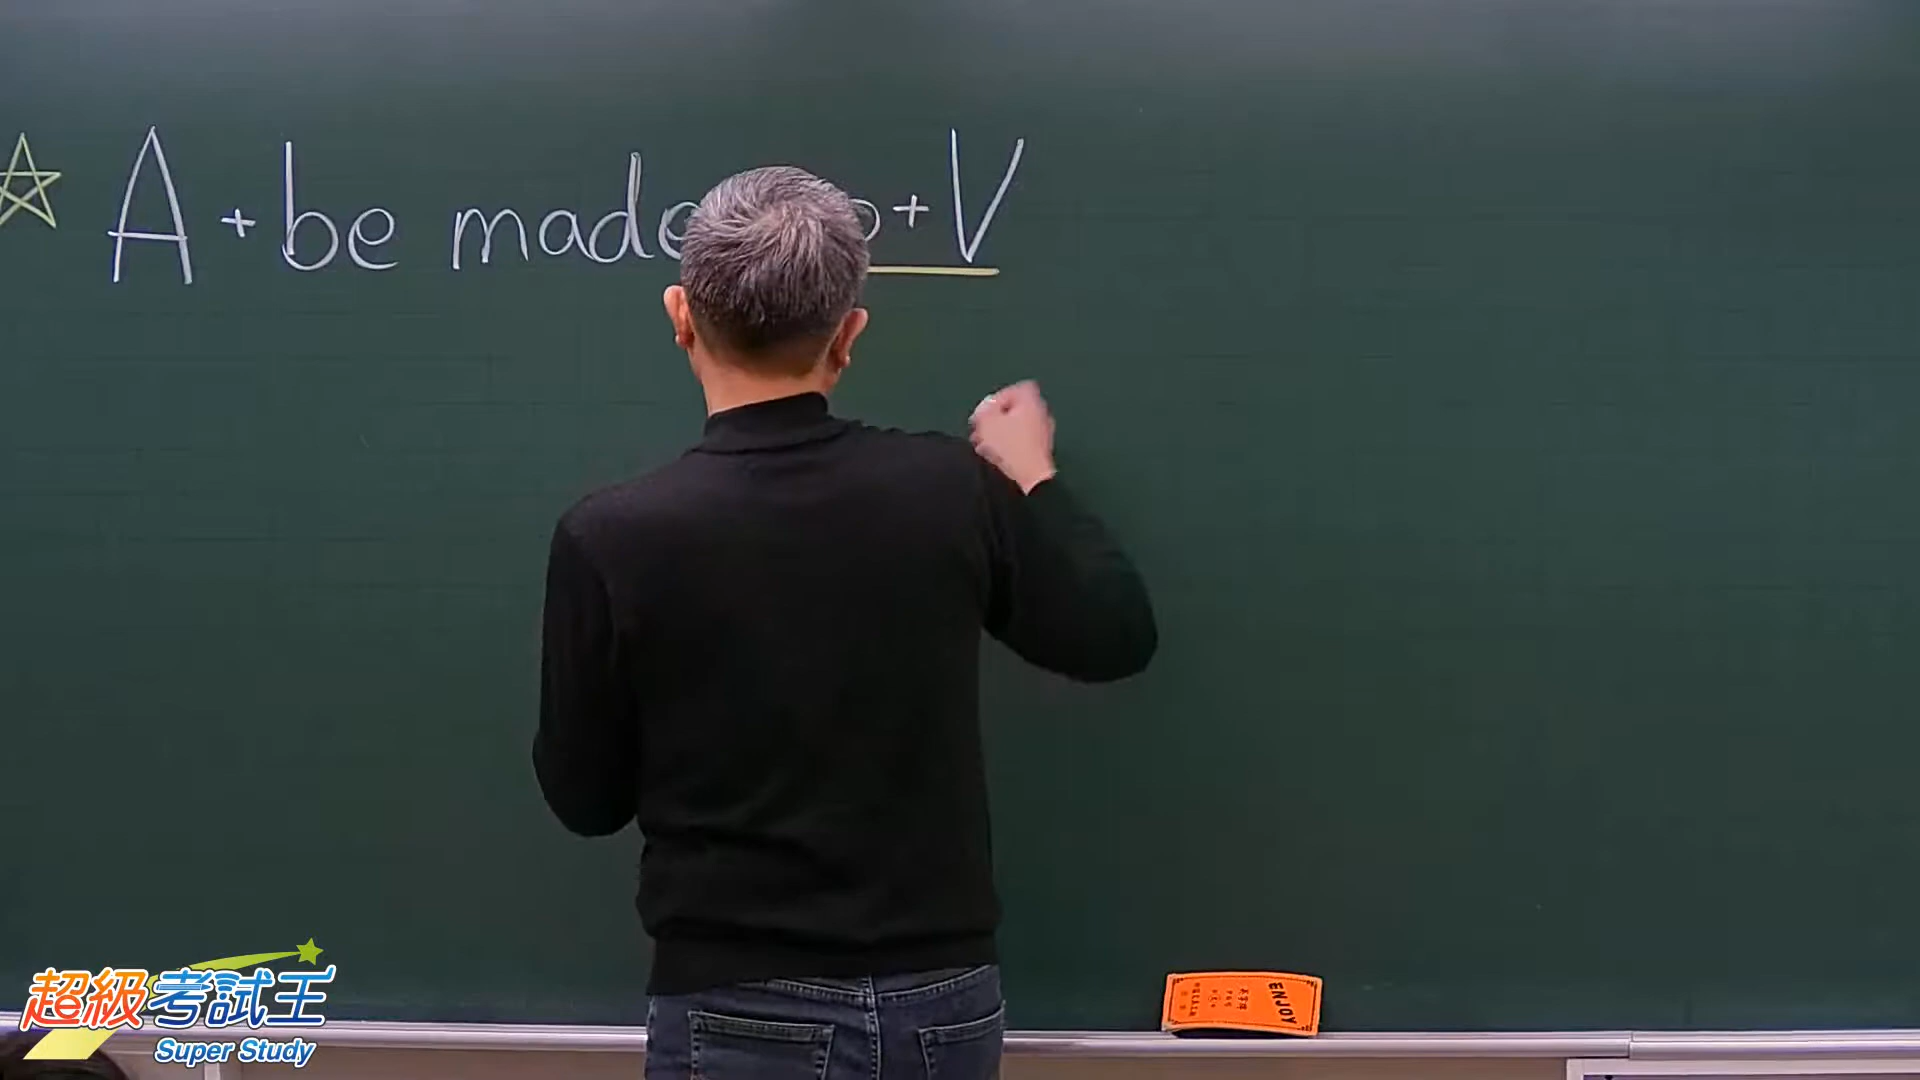 A + be made + V
超級考試王
Super Study
ENJOY